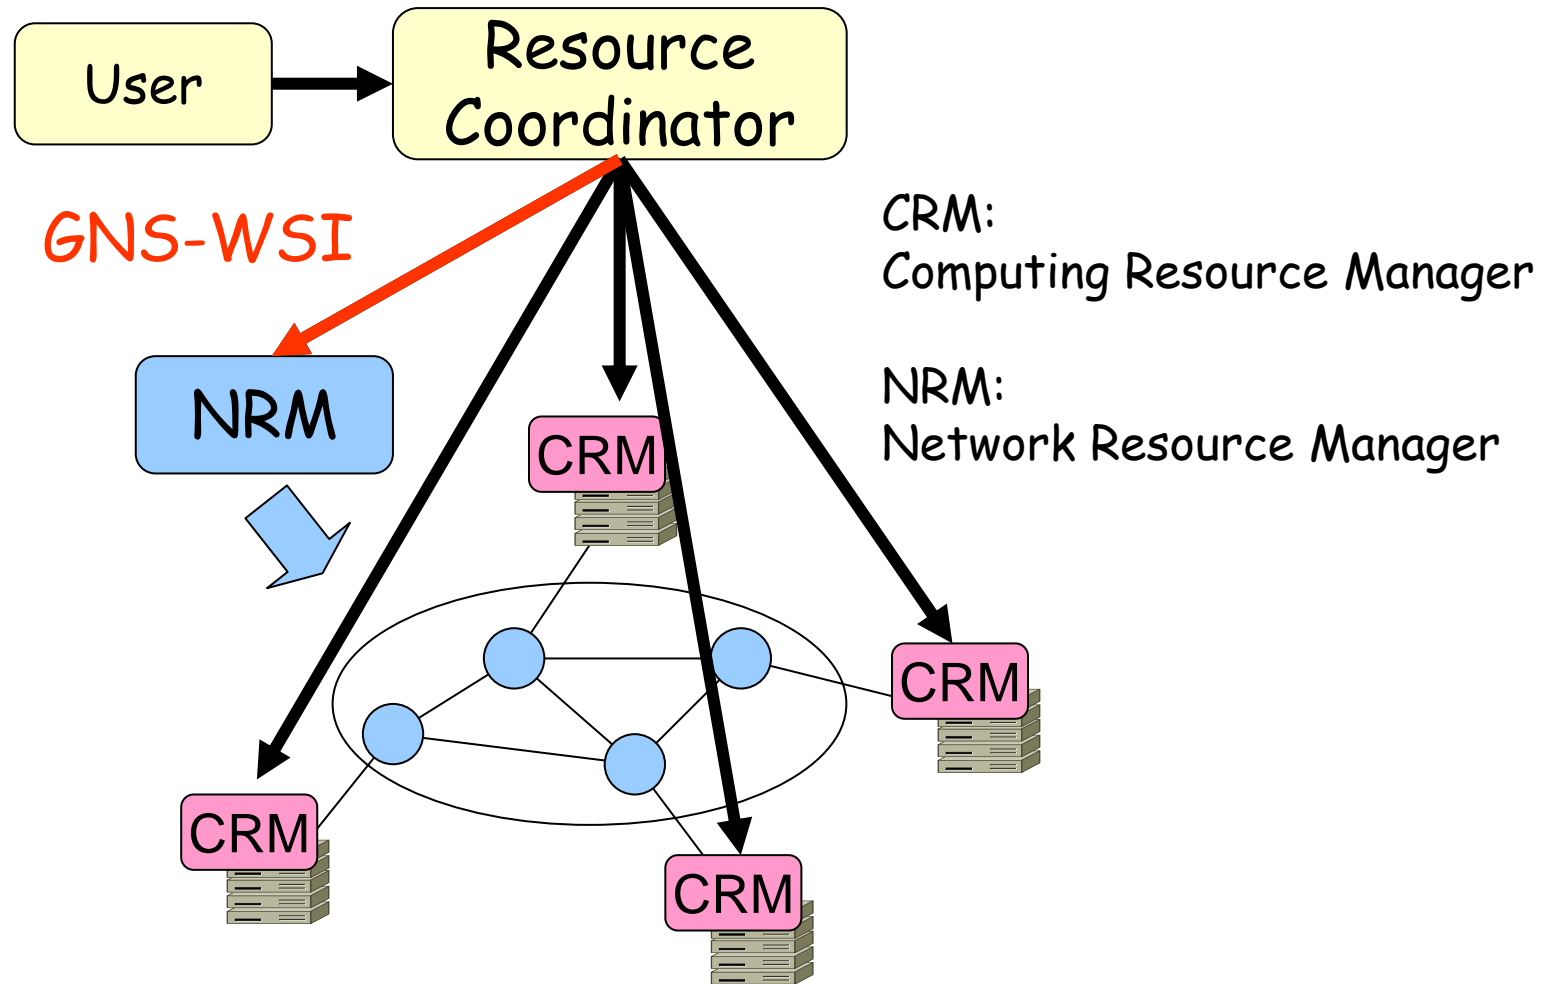 User
Resource
Coordinator
GNS-WSI
CRM:
Computing Resource Manager
NRM:
Network Resource Manager
NRM
CRM
CRM
CRM
CRM